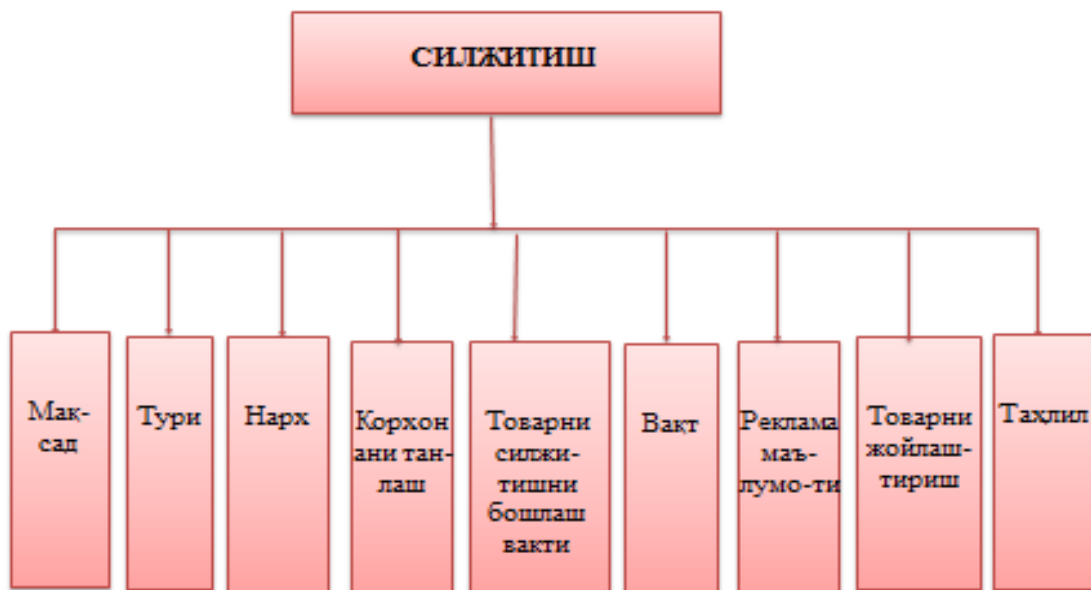 СИЛЖИТИШ
Мақ-
сад
Тури
Нарх
Корхон
ани тан-
лаш
Товарни
силжи-
тишни
бошлаш
вакти
Вақт
Реклама
маъ-
лумо-ти
Товарни
жойлаш-
тириш
Таҳлил